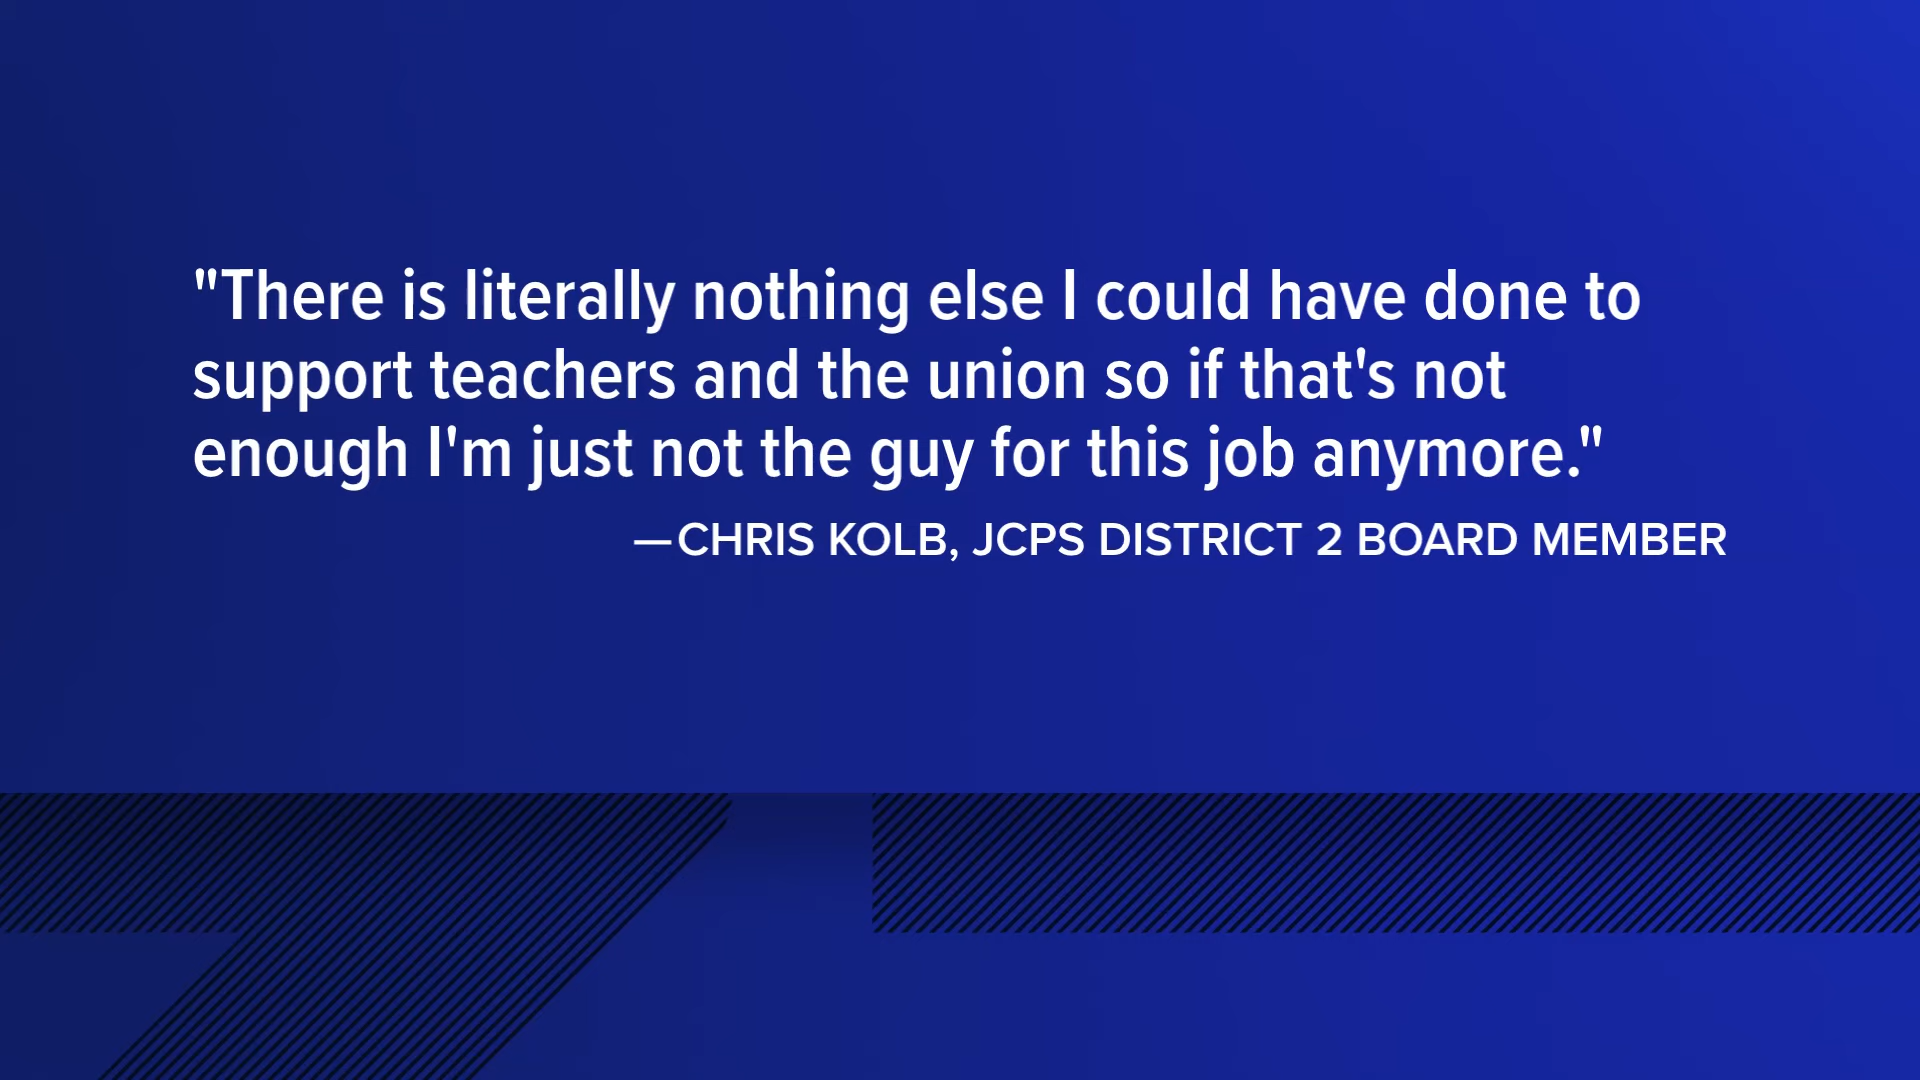 "There is literally nothing else I could have done to
support teachers and the union so if that's not
enough I'm just not the guy for this job anymore."
—CHRIS KOLB, JCPS DISTRICT 2 BOARD MEMBER